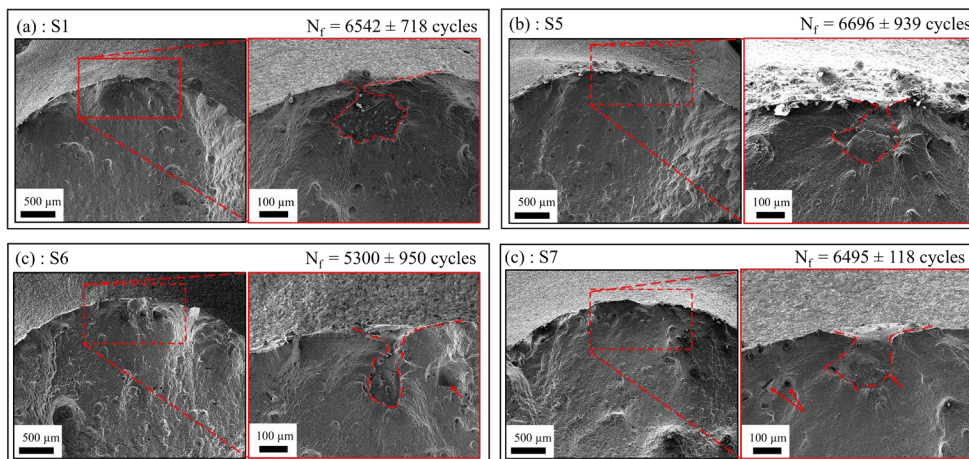 (a) : S1 N_f = 6542 ± 718 cycles
500 µm 100 µm
(b) : S5 N_f = 6696 ± 939 cycles
500 µm 100 µm
(c) : S6 N_f = 5300 ± 950 cycles
500 µm 100 µm
(c) : S7 N_f = 6495 ± 118 cycles
500 µm 100 µm